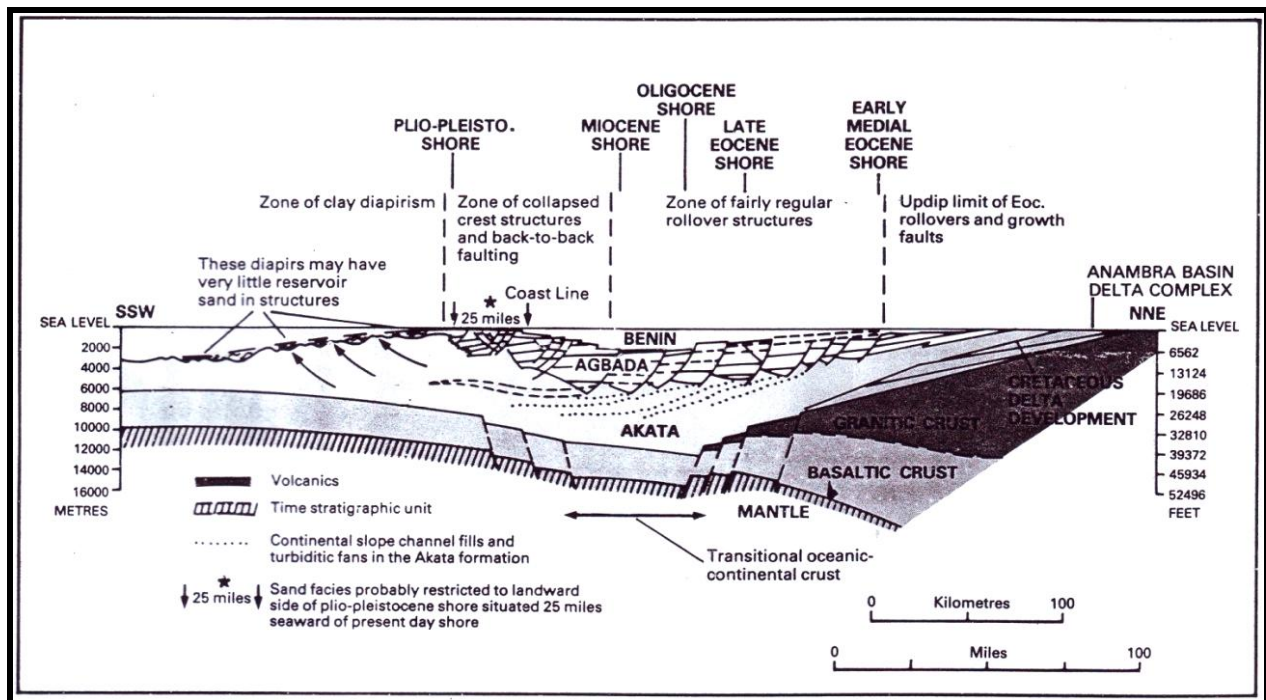 OLIGOCENE
SHORE
EARLY
MEDIAL
EOCENE
SHORE
PLIO-PLEISTO.
SHORE
MIOCENE
SHORE
LATE
EOCENE
SHORE
Zone of clay diapirism
Zone of collapsed
crest structures
and back-to-back
faulting
Zone of fairly regular
rollover structures
Updip limit of Eoc.
rollovers and growth
faults
These diapirs may have
very little reservoir
sand in structures
ANAMBRA BASIN
DELTA COMPLEX
SSW
★
25 miles
Coast Line
NNE
SEA LEVEL
2000
4000
6000
8000
10000
12000
14000
16000
METRES
BENIN
AGBADA
AKATA
CRETACEOUS
DELTA
DEVELOPMENT
GRANITIC CRUST
BASALTIC CRUST
MANTLE
SEA LEVEL
6562
13124
19686
26248
32810
39372
45934
52496
FEET
Volcanics
Time stratigraphic unit
Continental slope channel fills and
turbiditic fans in the Akata formation
★
25 miles
Sand facies probably restricted to landward
side of plio-pleistocene shore situated 25 miles
seaward of present day shore
Transitional oceanic-
continental crust
0 Kilometres 100
0 Miles 100